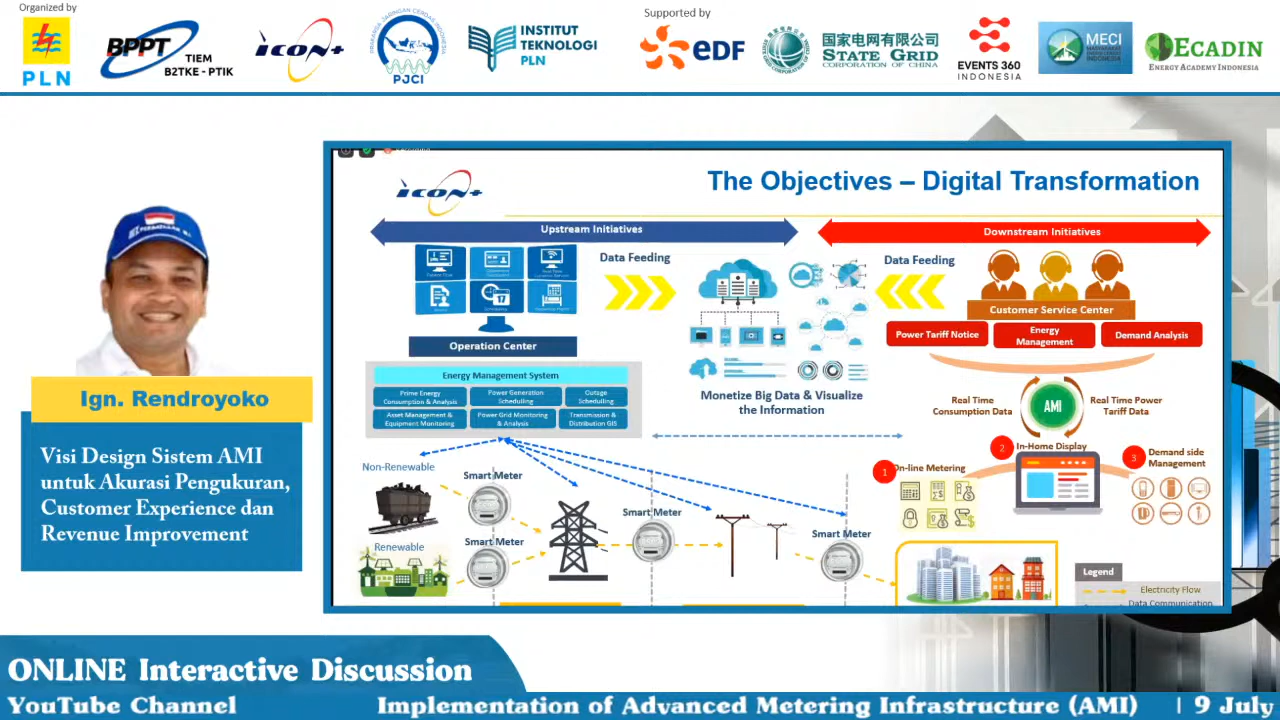 Organized by
PLN
BPPT
TIEM
B2TKE - PTIK
icon+
PRAKARSA JARINGAN CERDAS INDONESIA
PJCI
INSTITUT
TEKNOLOGI
PLN
Supported by
eDF
国家电网有限公司
STATE GRID
CORPORATION OF CHINA
EVENTS 360
INDONESIA
MECI
ECADIN
ENERGY ACADEMY INDONESIA
icon+
The Objectives – Digital Transformation
Upstream Initiatives
Downstream Initiatives
Data Feeding
Data Feeding
Operation Center
Customer Service Center
Power Tariff Notice
Energy
Management
Demand Analysis
Energy Management System
Prime Energy
Consumption & Analysis
Power Generation
Scheduling
Outage
Scheduling
Asset Management &
Equipment Monitoring
Power Grid Monitoring
& Analysis
Transmission &
Distribution GIS
Monetize Big Data & Visualize
the Information
Real Time
Consumption Data
AMI
Real Time Power
Tariff Data
1
On-line Metering
2
In-Home Display
3
Demand side
Management
Non-Renewable
Renewable
Smart Meter
Smart Meter
Smart Meter
Smart Meter
Legend
Electricity Flow
Data Communication
Ign. Rendroyoko
Visi Design Sistem AMI
untuk Akurasi Pengukuran,
Customer Experience dan
Revenue Improvement
ONLINE Interactive Discussion
YouTube Channel
Implementation of Advanced Metering Infrastructure (AMI) | 9 July